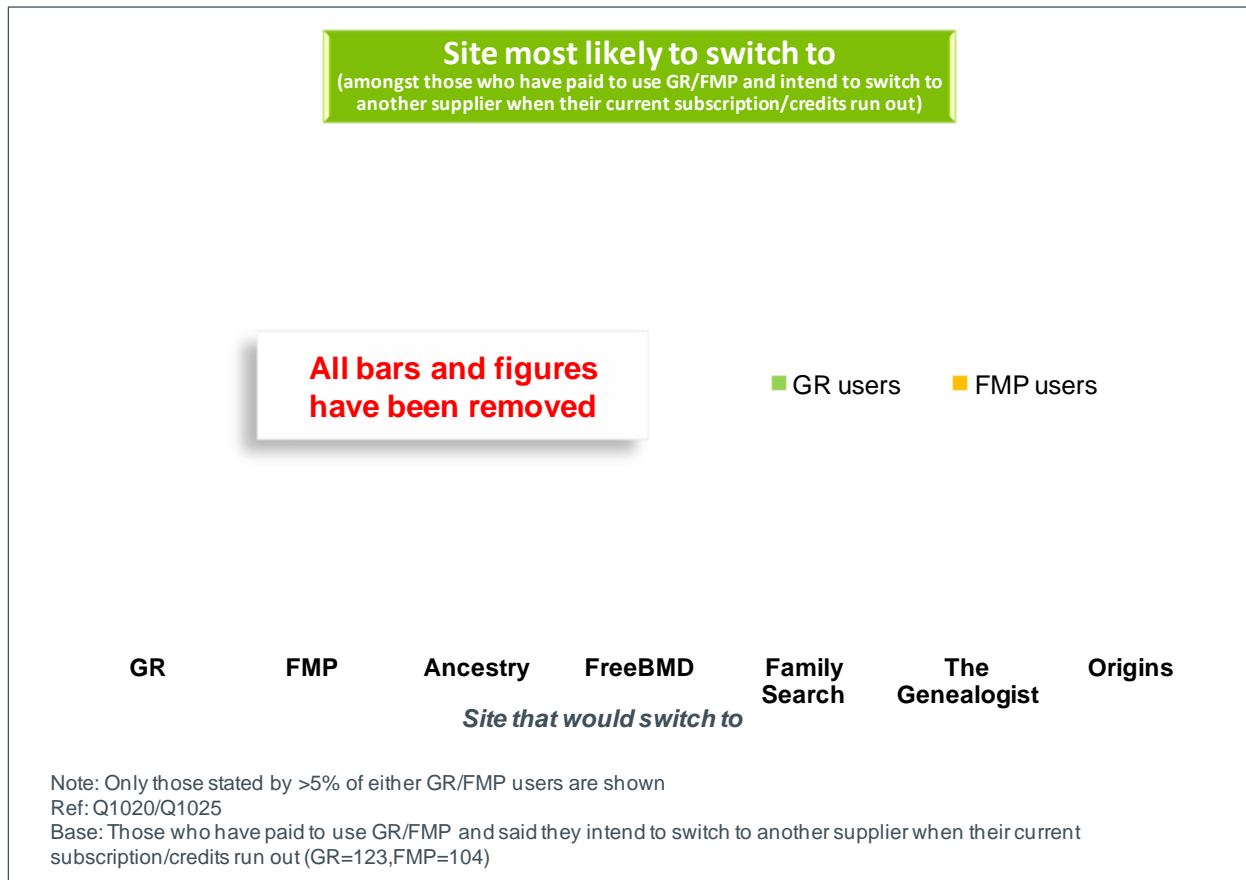 Site most likely to switch to
(amongst those who have paid to use GR/FMP and intend to switch to
another supplier when their current subscription/credits run out)
All bars and figures
have been removed
GR users
FMP users
GR
FMP
Ancestry
FreeBMD
Family
Search
The
Genealogist
Origins
Site that would switch to
Note: Only those stated by >5% of either GR/FMP users are shown
Ref: Q1020/Q1025
Base: Those who have paid to use GR/FMP and said they intend to switch to another supplier when their current
subscription/credits run out (GR=123,FMP=104)